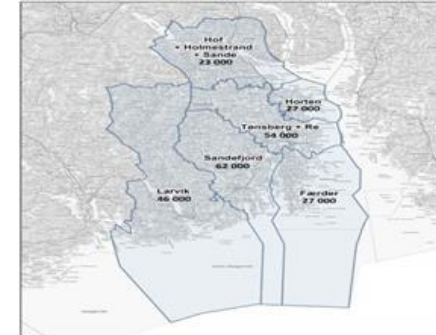 Hof
+ Holmestrand
+ Sande
23 000
Horten
27 000
Tønsberg + Re
54 000
Sandefjord
62 000
Larvik
46 000
Færder
27 000